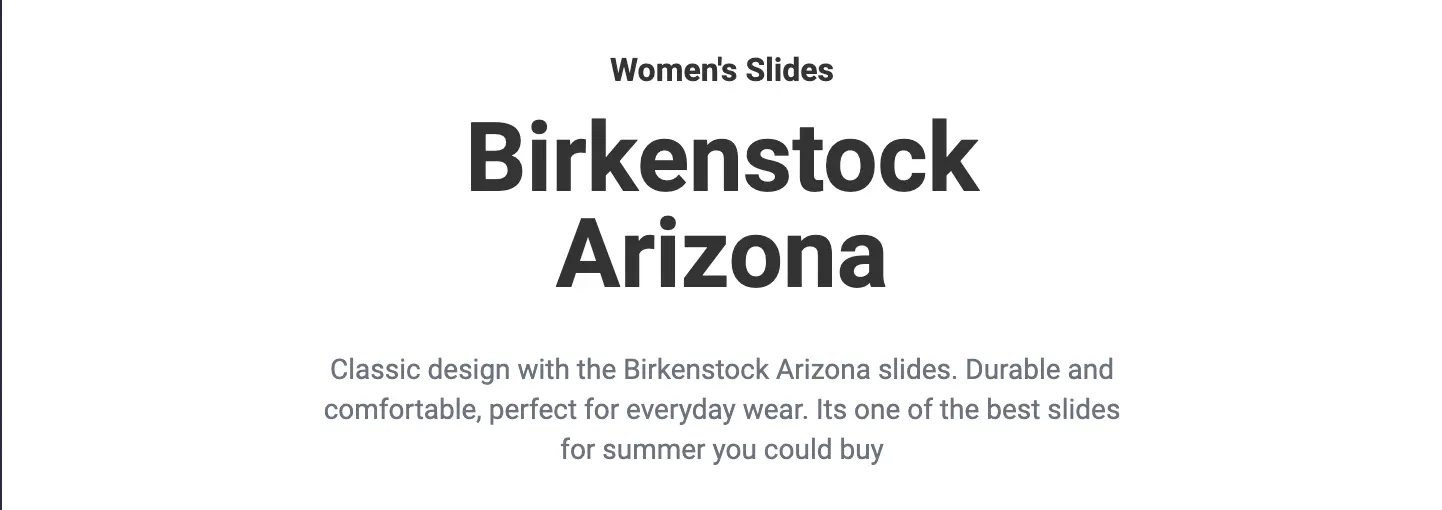 Women's Slides
Birkenstock
Arizona
Classic design with the Birkenstock Arizona slides. Durable and
comfortable, perfect for everyday wear. Its one of the best slides
for summer you could buy